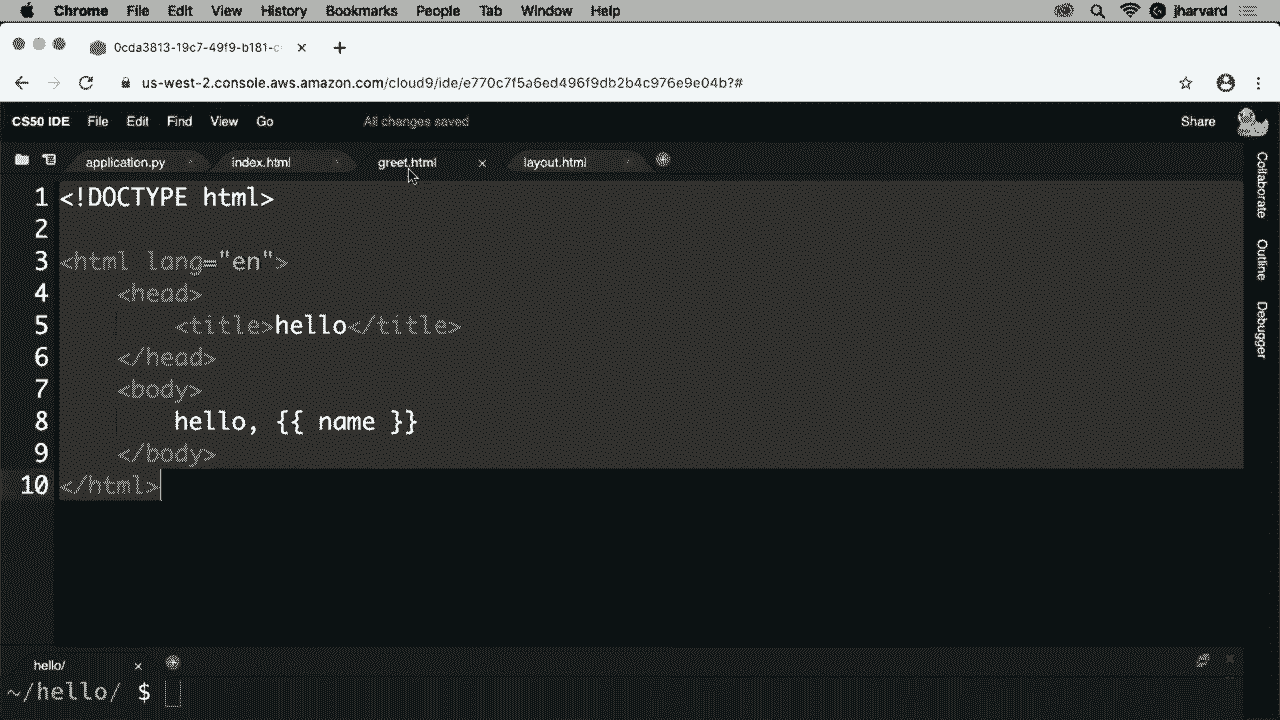 Chrome File Edit View History Bookmarks People Tab Window Help jharvard
0cda3813-19c7-49f9-b181-c
us-west-2.console.aws.amazon.com/cloud9/ide/e770c7f5a6ed496f9db2b4c976e9e04b?#
CS50 IDE File Edit Find View Go All changes saved Share
application.py index.html greet.html layout.html
1 <!DOCTYPE html>
2
3 <html lang="en">
4 <head>
5 <title>hello</title>
6 </head>
7 <body>
8 hello, {{ name }}
9 </body>
10 </html>
Collaborate
Outline
Debugger
hello/
~/hello/ $